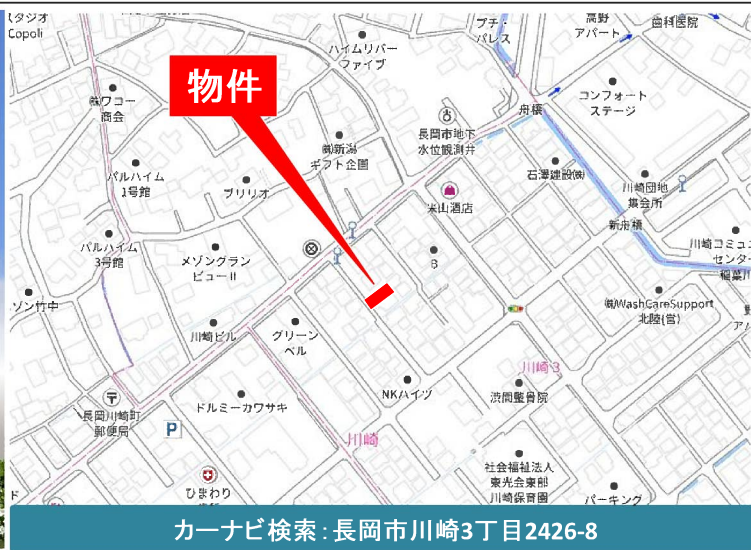 スタジオ
Copoli
プチ・
パレス
高野
アパート
歯科医院
ハイムリバー
ファイブ
物件
㈱ワコー
商会
コンフォート
ステージ
舟橋
長岡市地下
水位観測井
㈱新潟
ギフト企画
パルハイム
1号館
ブリリオ
石澤建設㈱
川崎団地
集会所
米山酒店
新舟橋
パルハイム
3号館
メゾングラン
ビューⅡ
B
川崎コミュニ
センター
稲葉川
ゾン竹中
㈱WashCareSupport
北陸(営)
川崎ビル
グリーン
ベル
川崎3
NKハイツ
渋間整骨院
長岡川崎町
郵便局
ドルミーカワサキ
P
川崎
社会福祉法人
東光会東部
川崎保育園
ひまわり
パーキング
カーナビ検索:長岡市川崎3丁目2426-8